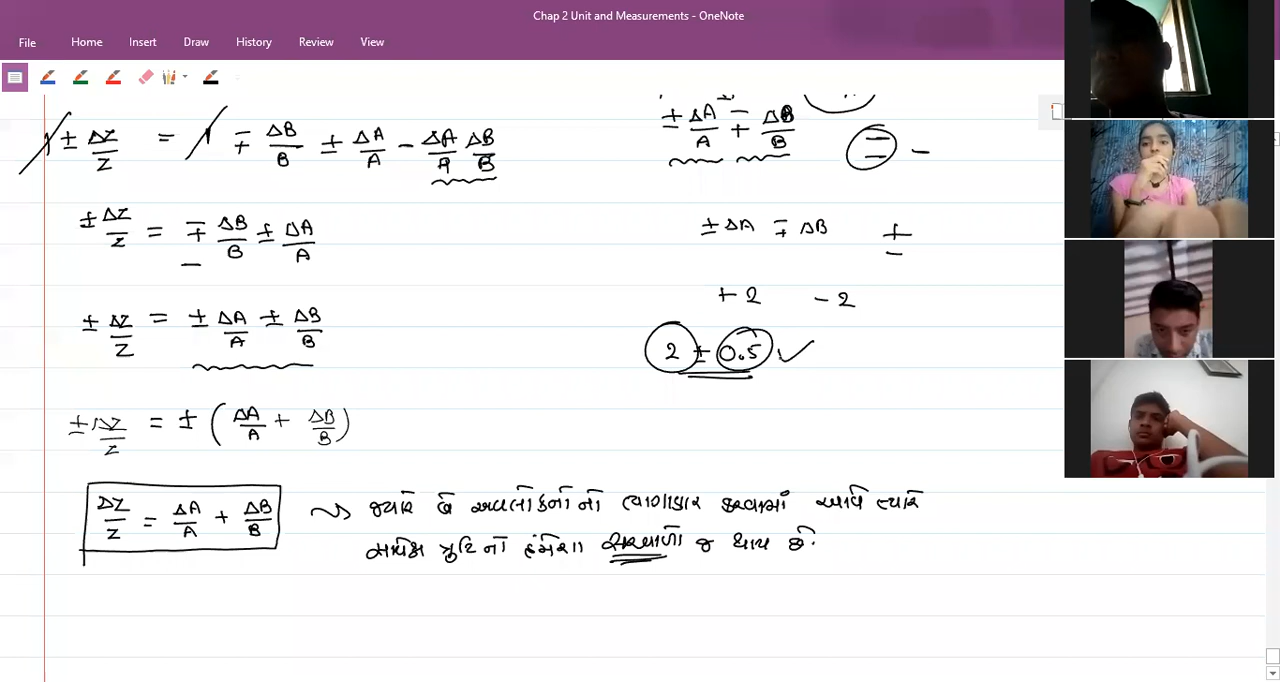 Chap 2 Unit and Measurements - OneNote
File Home Insert Draw History Review View
1 ± ΔZ/Z = 1 ∓ ΔB/B ± ΔA/A - ΔA/A ΔB/B
± ΔA/A ∓ ΔB/B
± ΔZ/Z = ∓ ΔB/B ± ΔA/A
± ΔA ∓ ΔB ±
+2 -2
± ΔZ/Z = ± ΔA/A ± ΔB/B
2 ± 0.5 ✓
± ΔZ/Z = ± (ΔA/A + ΔB/B)
ΔZ/Z = ΔA/A + ΔB/B
જ્યારે બે અવલોકનોનો ભાગાકાર કરવામાં આવે ત્યારે
સાપેક્ષ ત્રુટિનો હંમેશા સરવાળો જ થાય છે.